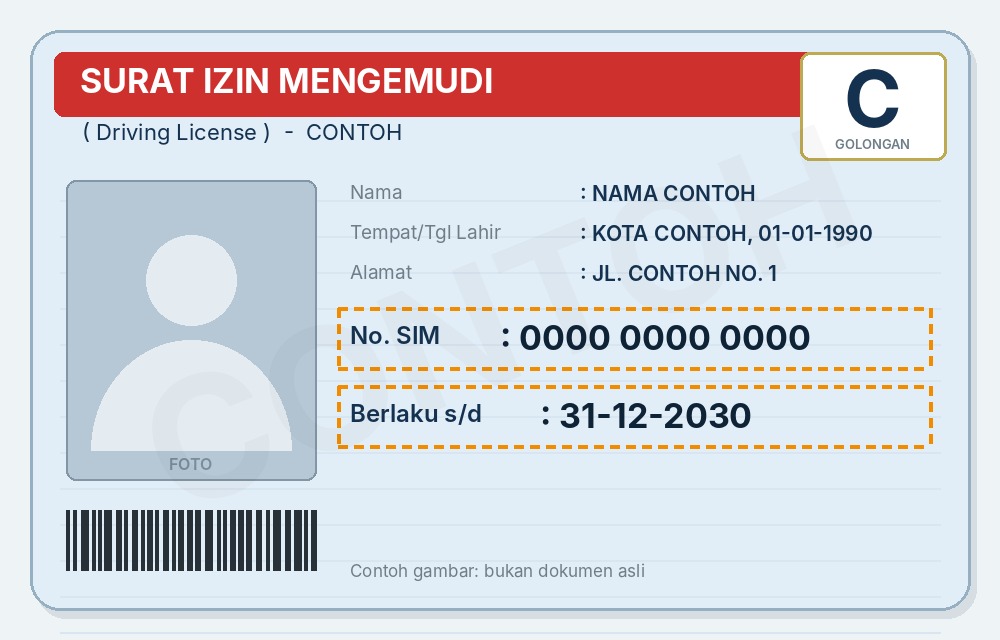 SURAT IZIN MENGEMUDI
C
GOLONGAN
( Driving License ) - CONTOH
Nama : NAMA CONTOH
Tempat/Tgl Lahir : KOTA CONTOH, 01-01-1990
Alamat : JL. CONTOH NO. 1
No. SIM : 0000 0000 0000
Berlaku s/d : 31-12-2030
FOTO
CONTOH
Contoh gambar: bukan dokumen asli